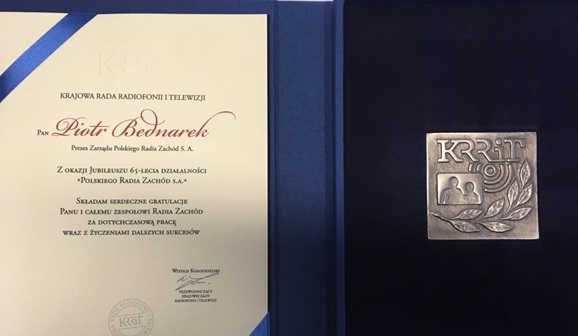 KRRiT
KRAJOWA RADA RADIOFONII I TELEWIZJI
PAN Piotr Bednarek
Prezes Zarządu Polskiego Radia Zachód S. A.
Z OKAZJI JUBILEUSZU 65-LECIA DZIAŁALNOŚCI
"POLSKIEGO RADIA ZACHÓD S.A."
SKŁADAM SERDECZNE GRATULACJE
PANU I CAŁEMU ZESPOŁOWI RADIA ZACHÓD
ZA DOTYCHCZASOWĄ PRACĘ
WRAZ Z ŻYCZENIAMI DALSZYCH SUKCESÓW
WITOLD KOŁODZIEJSKI
PRZEWODNICZĄCY
KRAJOWEJ RADY
RADIOFONII I TELEWIZJI
KRRiT
KRRiT